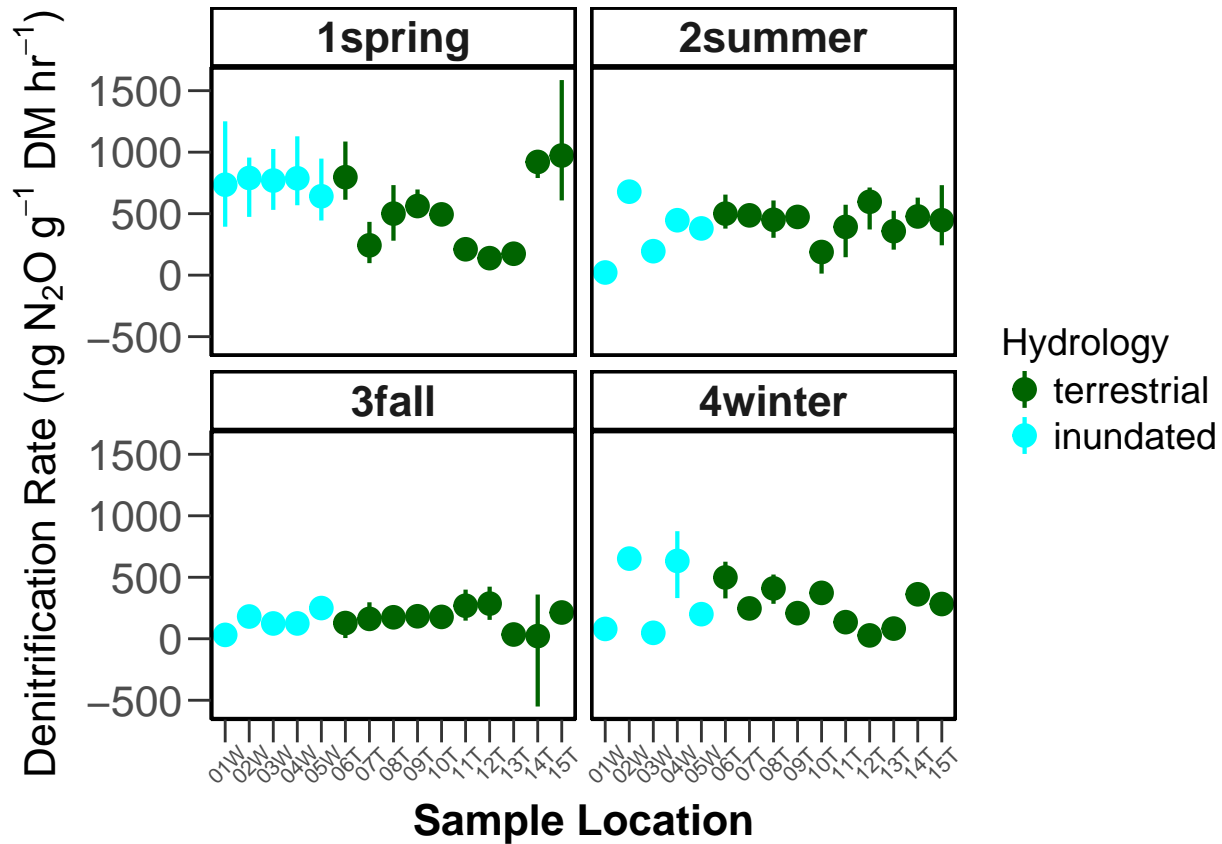 Denitrification Rate (ng N₂O g⁻¹ DM hr⁻¹)
1spring
2summer
1500
1000
500
0
−500
3fall
4winter
1500
1000
500
0
−500
01W 02W 03W 04W 05W 06T 07T 08T 09T 10T 11T 12T 13T 14T 15T
01W 02W 03W 04W 05W 06T 07T 08T 09T 10T 11T 12T 13T 14T 15T
Sample Location
Hydrology
terrestrial
inundated